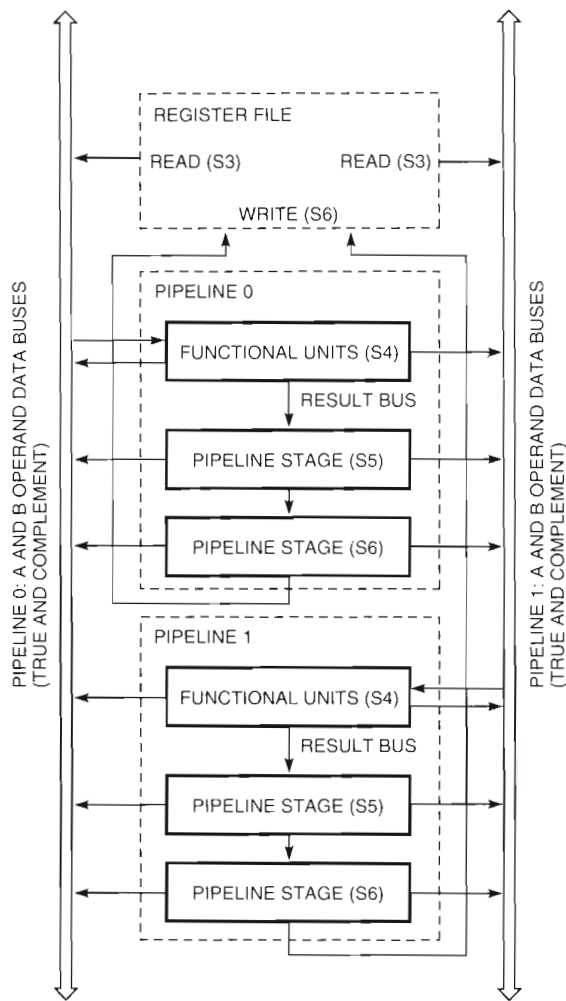 REGISTER FILE
READ (S3)
READ (S3)
WRITE (S6)
PIPELINE 0: A AND B OPERAND DATA BUSES
(TRUE AND COMPLEMENT)
PIPELINE 0
FUNCTIONAL UNITS (S4)
RESULT BUS
PIPELINE STAGE (S5)
PIPELINE STAGE (S6)
PIPELINE 1
FUNCTIONAL UNITS (S4)
RESULT BUS
PIPELINE STAGE (S5)
PIPELINE STAGE (S6)
PIPELINE 1: A AND B OPERAND DATA BUSES
(TRUE AND COMPLEMENT)